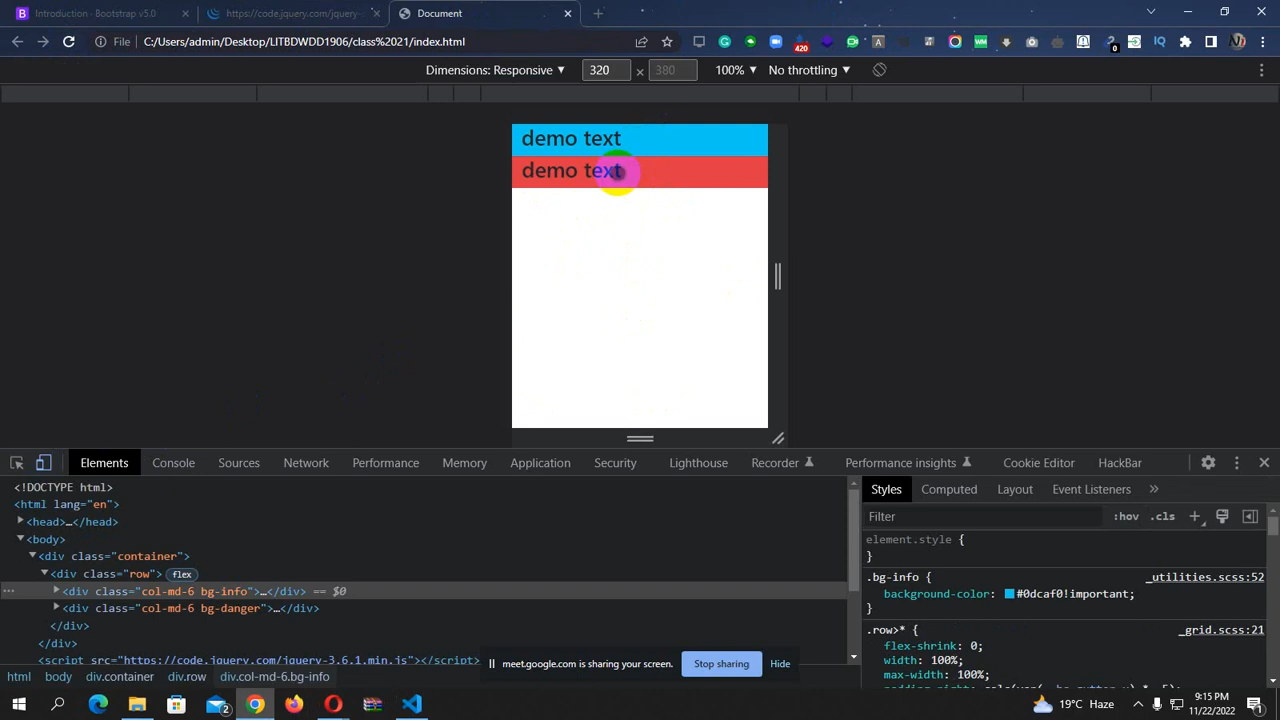 Introduction · Bootstrap v5.0
https://code.jquery.com/jquery-
Document
File C:/Users/admin/Desktop/LITBDWDD1906/class%2021/index.html
420
0
Dimensions: Responsive 320 × 380 100% No throttling
demo text
demo text
Elements Console Sources Network Performance Memory Application Security Lighthouse Recorder Performance insights Cookie Editor HackBar
<!DOCTYPE html>
<html lang="en">
<head>…</head>
<body>
<div class="container">
<div class="row"> flex
<div class="col-md-6 bg-info">…</div> == $0
<div class="col-md-6 bg-danger">…</div>
</div>
</div>
<script src="https://code.jquery.com/jquery-3.6.1.min.js"></script>
html body div.container div.row div.col-md-6.bg-info
Styles Computed Layout Event Listeners
Filter :hov .cls
element.style {
}
.bg-info { _utilities.scss:52
background-color: #0dcaf0!important;
}
.row>* { _grid.scss:21
flex-shrink: 0;
width: 100%;
max-width: 100%;
meet.google.com is sharing your screen. Stop sharing Hide
2
19°C Haze
9:15 PM
11/22/2022
1